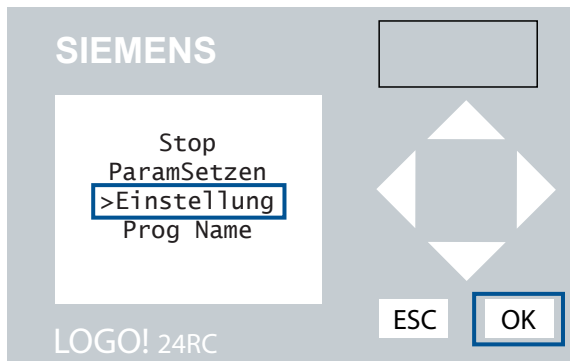 SIEMENS
Stop
ParamSetzen
>Einstellung
Prog Name
ESC
OK
LOGO! 24RC